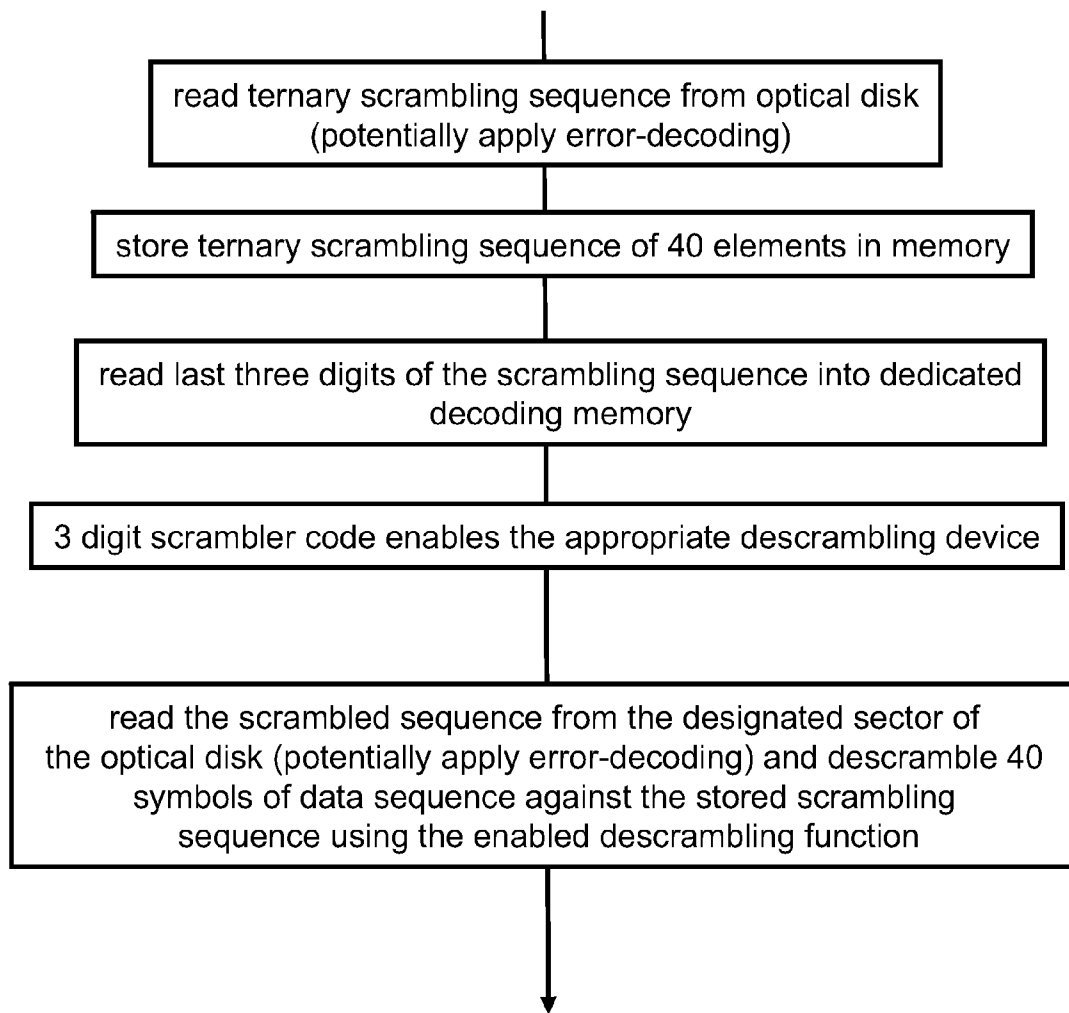 read ternary scrambling sequence from optical disk
(potentially apply error-decoding)
store ternary scrambling sequence of 40 elements in memory
read last three digits of the scrambling sequence into dedicated
decoding memory
3 digit scrambler code enables the appropriate descrambling device
read the scrambled sequence from the designated sector of
the optical disk (potentially apply error-decoding) and descramble 40
symbols of data sequence against the stored scrambling
sequence using the enabled descrambling function